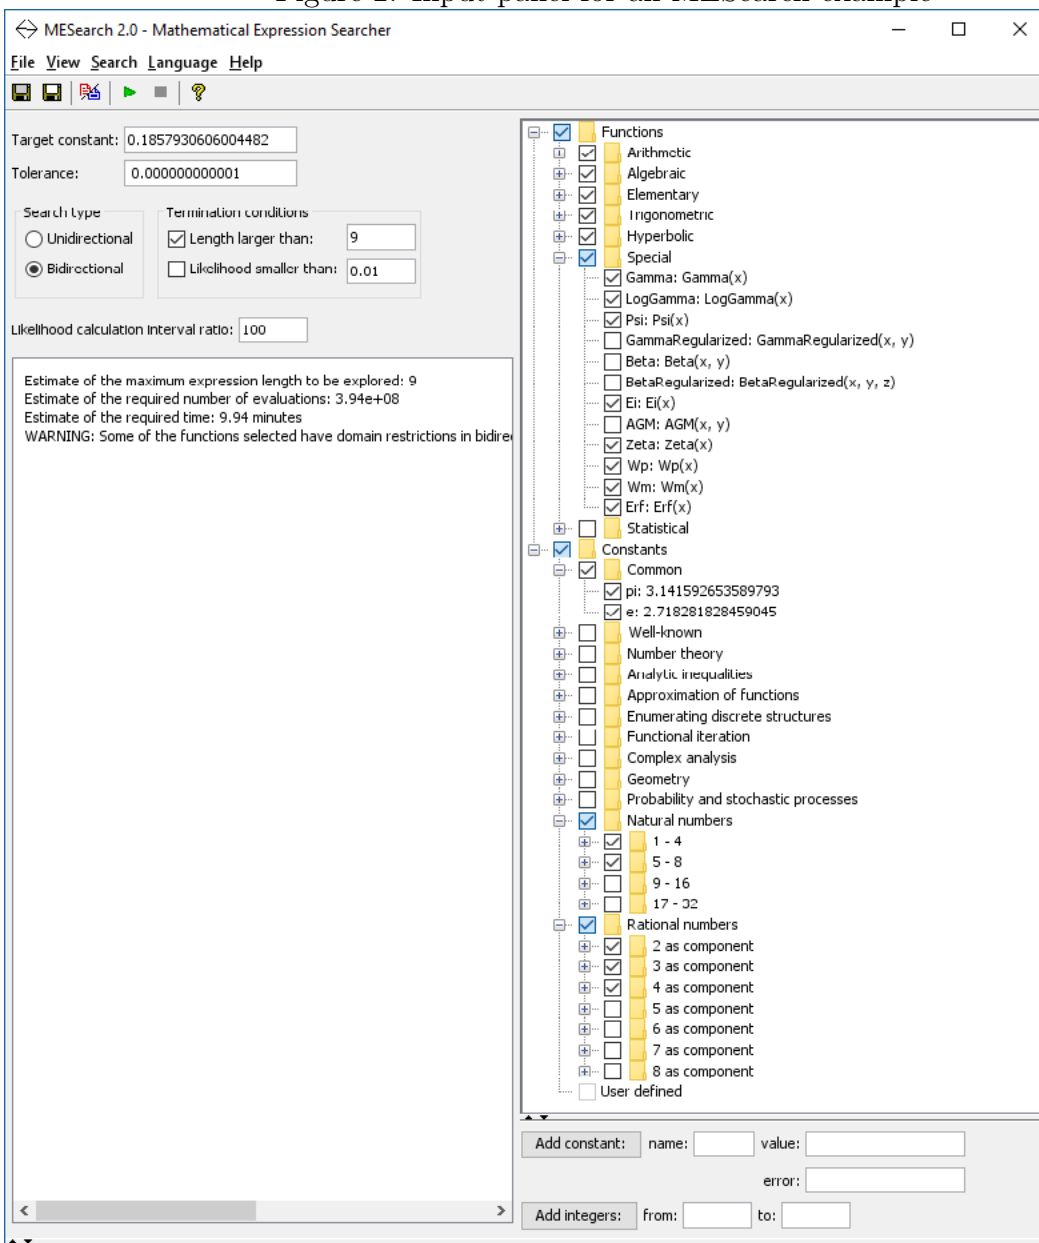 MESearch 2.0 - Mathematical Expression Searcher
File View Search Language Help
Target constant: 0.1857930606004482
Tolerance: 0.000000000001
Search type
Unidirectional
Bidirectional
Termination conditions
Length larger than: 9
Likelihood smaller than: 0.01
Likelihood calculation interval ratio: 100
Estimate of the maximum expression length to be explored: 9
Estimate of the required number of evaluations: 3.94e+08
Estimate of the required time: 9.94 minutes
WARNING: Some of the functions selected have domain restrictions in bidire
Functions
Arithmetic
Algebraic
Elementary
Trigonometric
Hyperbolic
Special
Gamma: Gamma(x)
LogGamma: LogGamma(x)
Psi: Psi(x)
GammaRegularized: GammaRegularized(x, y)
Beta: Beta(x, y)
BetaRegularized: BetaRegularized(x, y, z)
Ei: Ei(x)
AGM: AGM(x, y)
Zeta: Zeta(x)
Wp: Wp(x)
Wm: Wm(x)
Erf: Erf(x)
Statistical
Constants
Common
pi: 3.141592653589793
e: 2.718281828459045
Well-known
Number theory
Analytic inequalities
Approximation of functions
Enumerating discrete structures
Functional iteration
Complex analysis
Geometry
Probability and stochastic processes
Natural numbers
1 - 4
5 - 8
9 - 16
17 - 32
Rational numbers
2 as component
3 as component
4 as component
5 as component
6 as component
7 as component
8 as component
User defined
Add constant: name: value:
error:
Add integers: from: to: